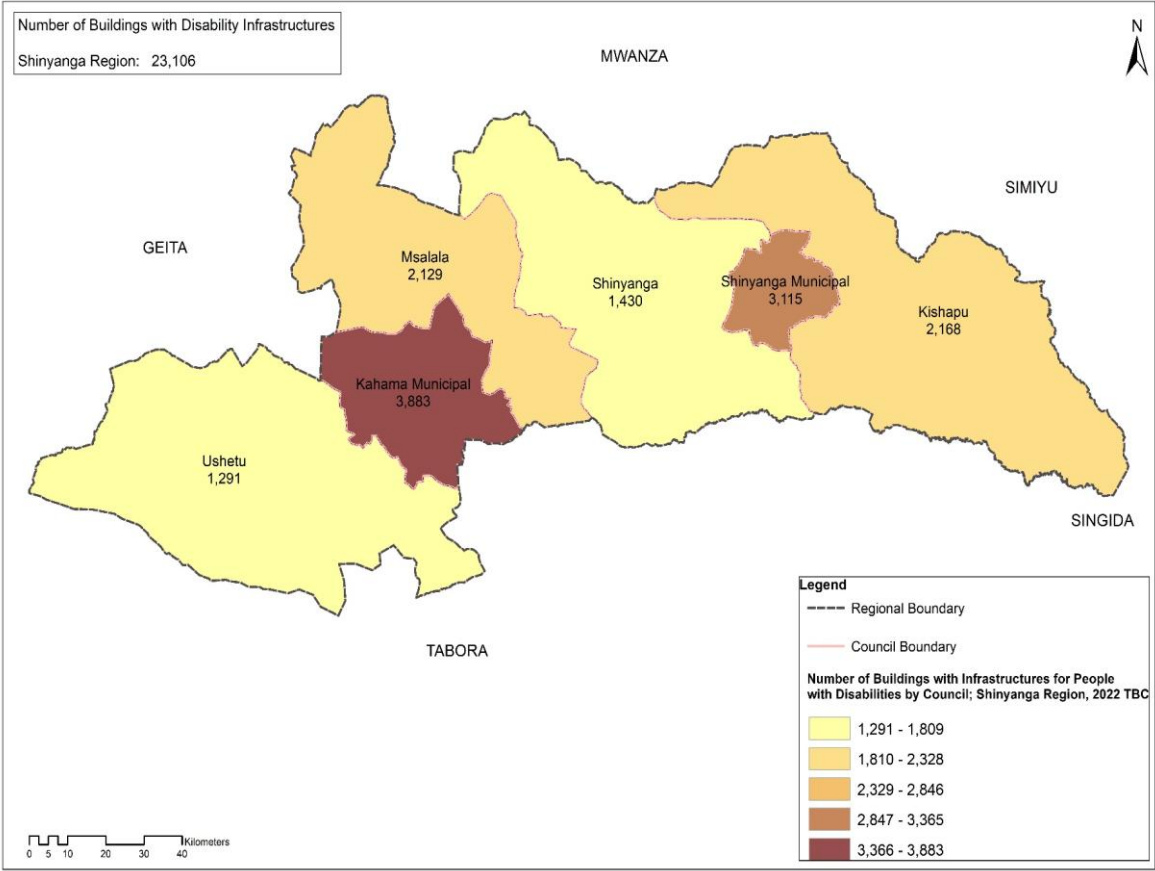 Number of Buildings with Disability Infrastructures
Shinyanga Region: 23,106
MWANZA
N
SIMIYU
GEITA
Msalala
2,129
Shinyanga
1,430
Shinyanga Municipal
3,115
Kishapu
2,168
Kahama Municipal
3,883
Ushetu
1,291
SINGIDA
TABORA
Legend
Regional Boundary
Council Boundary
Number of Buildings with Infrastructures for People
with Disabilities by Council; Shinyanga Region, 2022 TBC
1,291 - 1,809
1,810 - 2,328
2,329 - 2,846
2,847 - 3,365
3,366 - 3,883
Kilometers
0 5 10 20 30 40